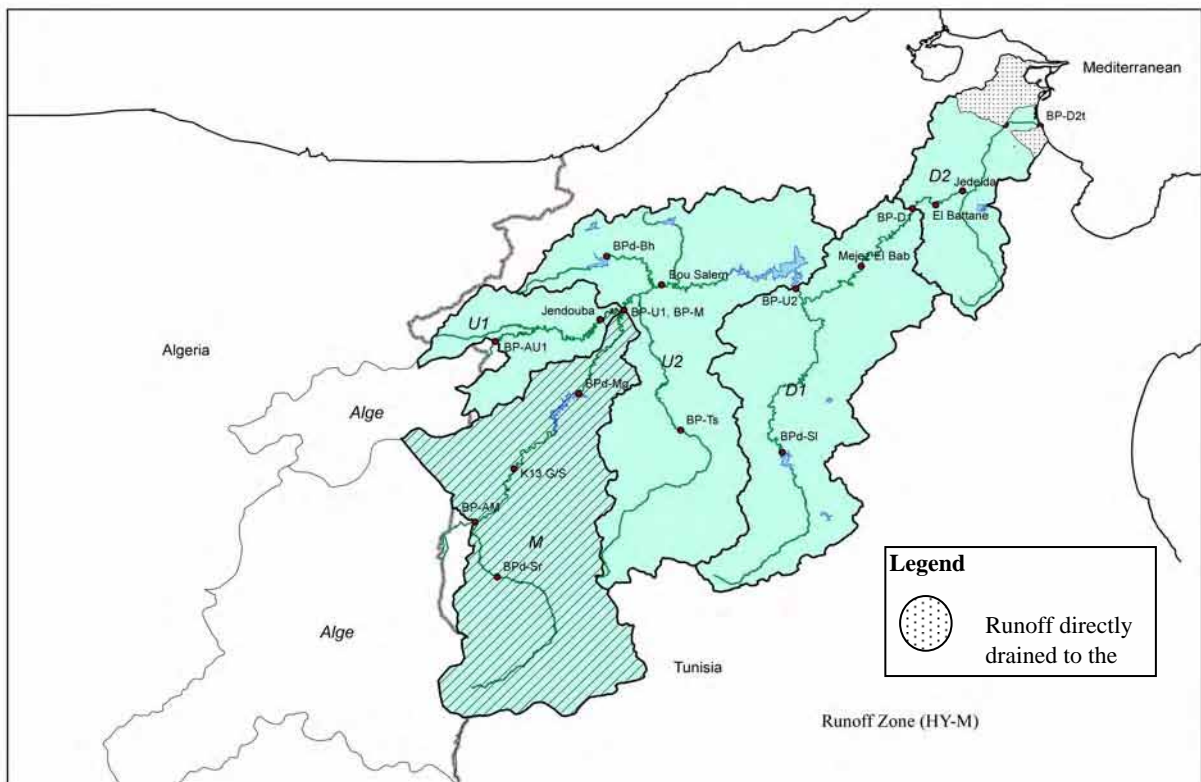 Mediterranean
BP-D2t
D2
Jedeida
BP-D1
El Battane
BPd-Bh
Mejez El Bab
Bou Salem
BP-U2
Jendouba
BP-U1, BP-M
U1
BP-AU1
Algeria
U2
BPd-Mg
D1
Alge
BP-Ts
BPd-Sl
K13 G/S
BP-AM
M
BPd-Sr
Alge
Tunisia
Legend
Runoff directly
drained to the
Runoff Zone (HY-M)